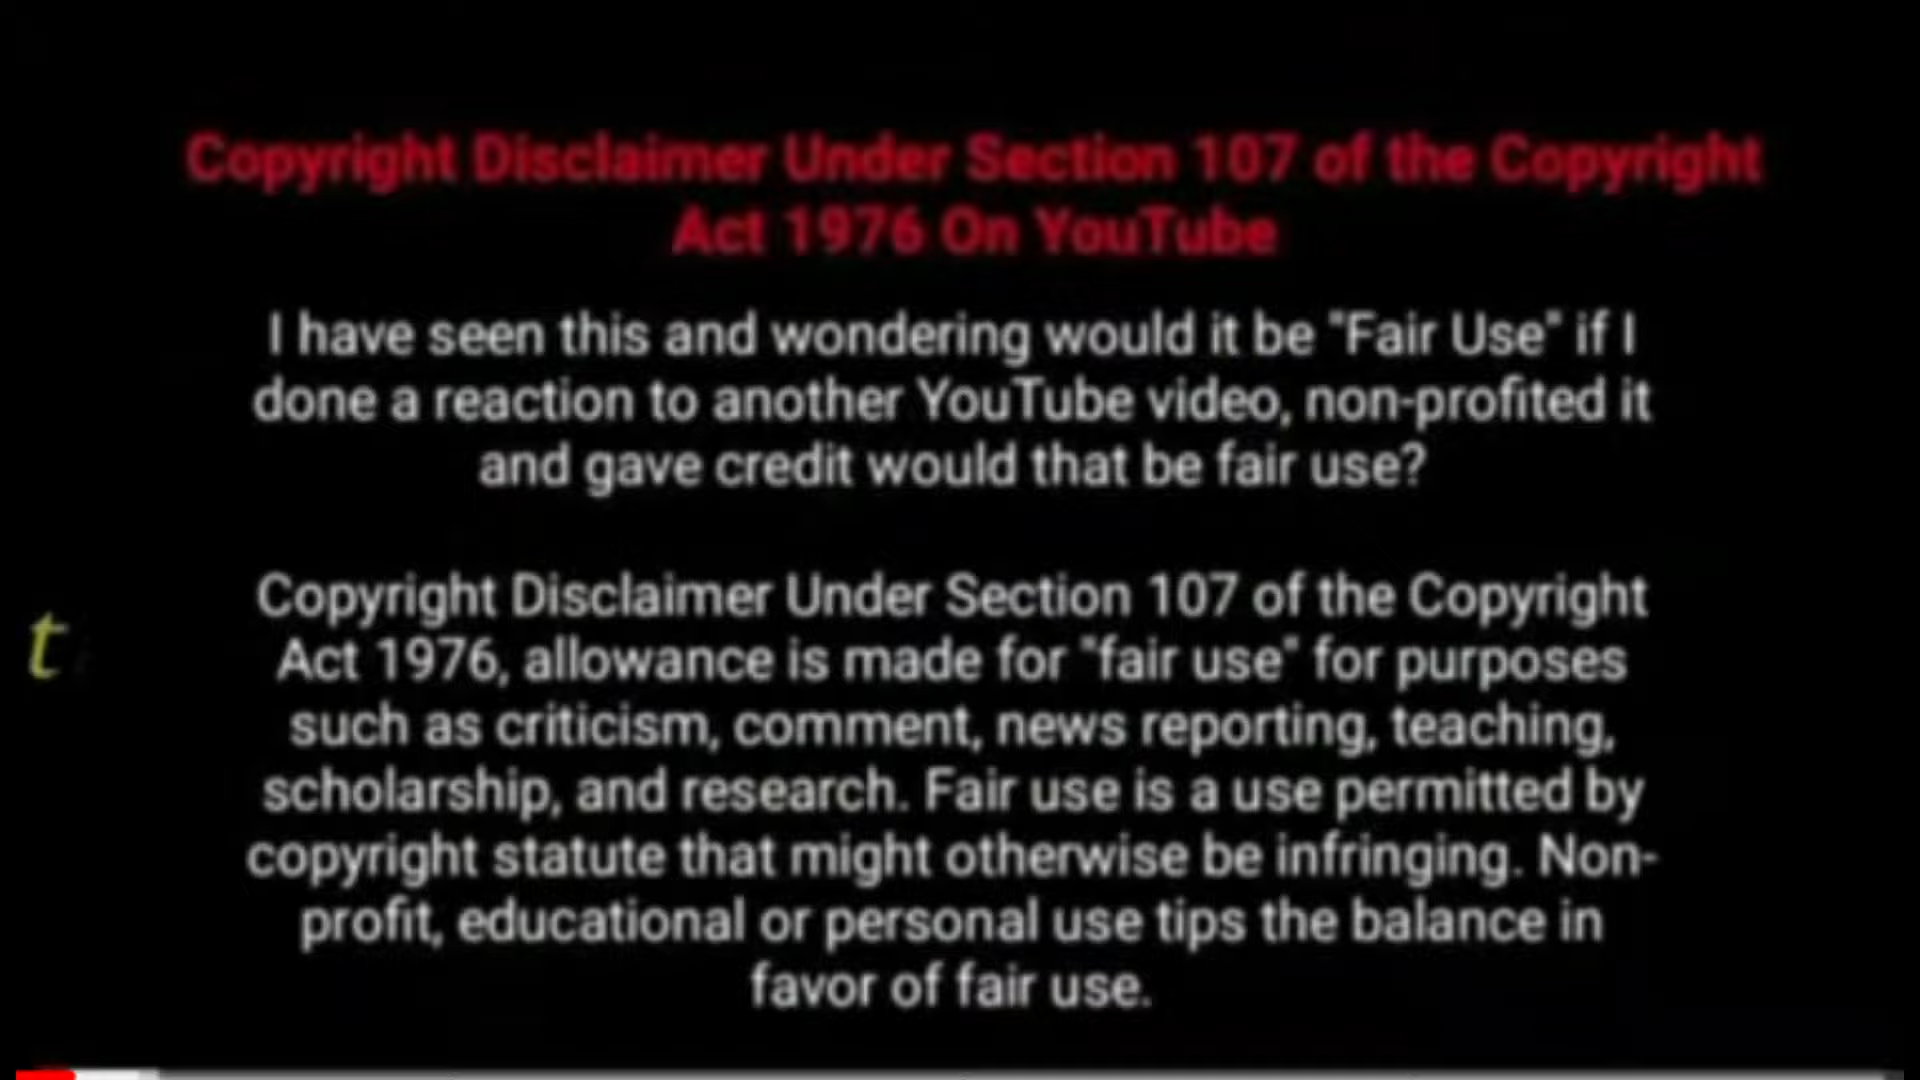 Copyright Disclaimer Under Section 107 of the Copyright
Act 1976 On YouTube
I have seen this and wondering would it be "Fair Use" if I
done a reaction to another YouTube video, non-profited it
and gave credit would that be fair use?
t
Copyright Disclaimer Under Section 107 of the Copyright
Act 1976, allowance is made for "fair use" for purposes
such as criticism, comment, news reporting, teaching,
scholarship, and research. Fair use is a use permitted by
copyright statute that might otherwise be infringing. Non-
profit, educational or personal use tips the balance in
favor of fair use.